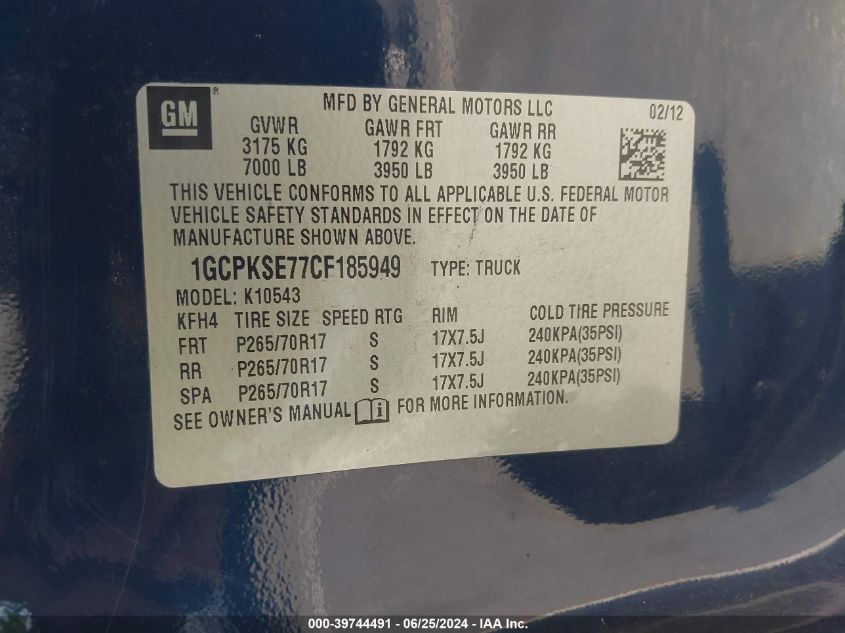 GM®
MFD BY GENERAL MOTORS LLC 02/12
GVWR GAWR FRT GAWR RR
3175 KG 1792 KG 1792 KG
7000 LB 3950 LB 3950 LB
THIS VEHICLE CONFORMS TO ALL APPLICABLE U.S. FEDERAL MOTOR
VEHICLE SAFETY STANDARDS IN EFFECT ON THE DATE OF
MANUFACTURE SHOWN ABOVE.
1GCPKSE77CF185949 TYPE: TRUCK
MODEL: K10543
KFH4 TIRE SIZE SPEED RTG RIM COLD TIRE PRESSURE
FRT P265/70R17 S 17X7.5J 240KPA(35PSI)
RR P265/70R17 S 17X7.5J 240KPA(35PSI)
SPA P265/70R17 S 17X7.5J 240KPA(35PSI)
SEE OWNER'S MANUAL i FOR MORE INFORMATION.
000-39744491 - 06/25/2024 - IAA Inc.